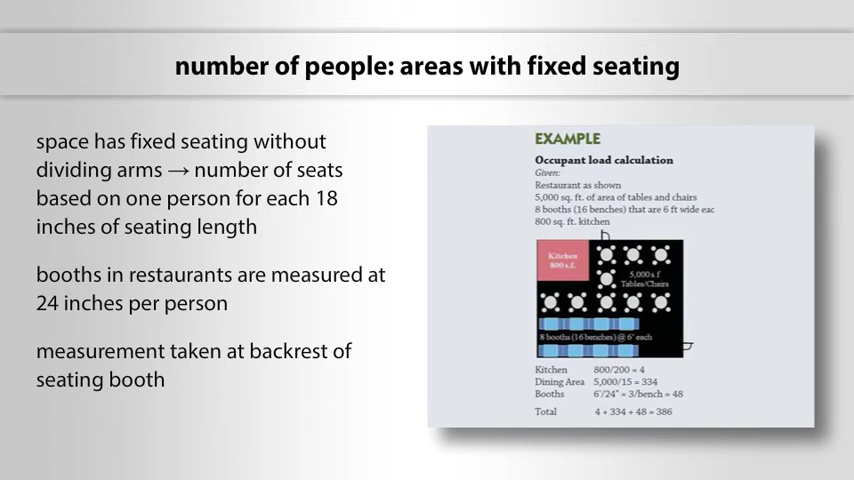 number of people: areas with fixed seating
space has fixed seating without
dividing arms → number of seats
based on one person for each 18
inches of seating length
booths in restaurants are measured at
24 inches per person
measurement taken at backrest of
seating booth
EXAMPLE
Occupant load calculation
Given:
Restaurant as shown
5,000 sq. ft. of area of tables and chairs
8 booths (16 benches) that are 6 ft wide eac
800 sq. ft. kitchen
Kitchen
800 s.f.
5,000 s.f
Tables/Chairs
8 booths (16 benches) @ 6' each
Kitchen 800/200 = 4
Dining Area 5,000/15 = 334
Booths 6'/24" = 3/bench = 48
Total 4 + 334 + 48 = 386